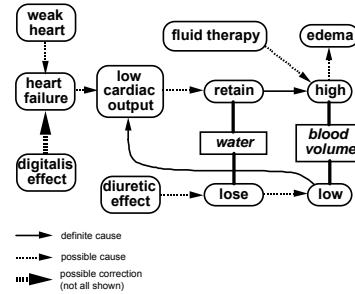 weak
heart
fluid therapy
edema
heart
failure
low
cardiac
output
retain
high
water
blood
volume
digitalis
effect
diuretic
effect
lose
low
definite cause
possible cause
possible correction
(not all shown)